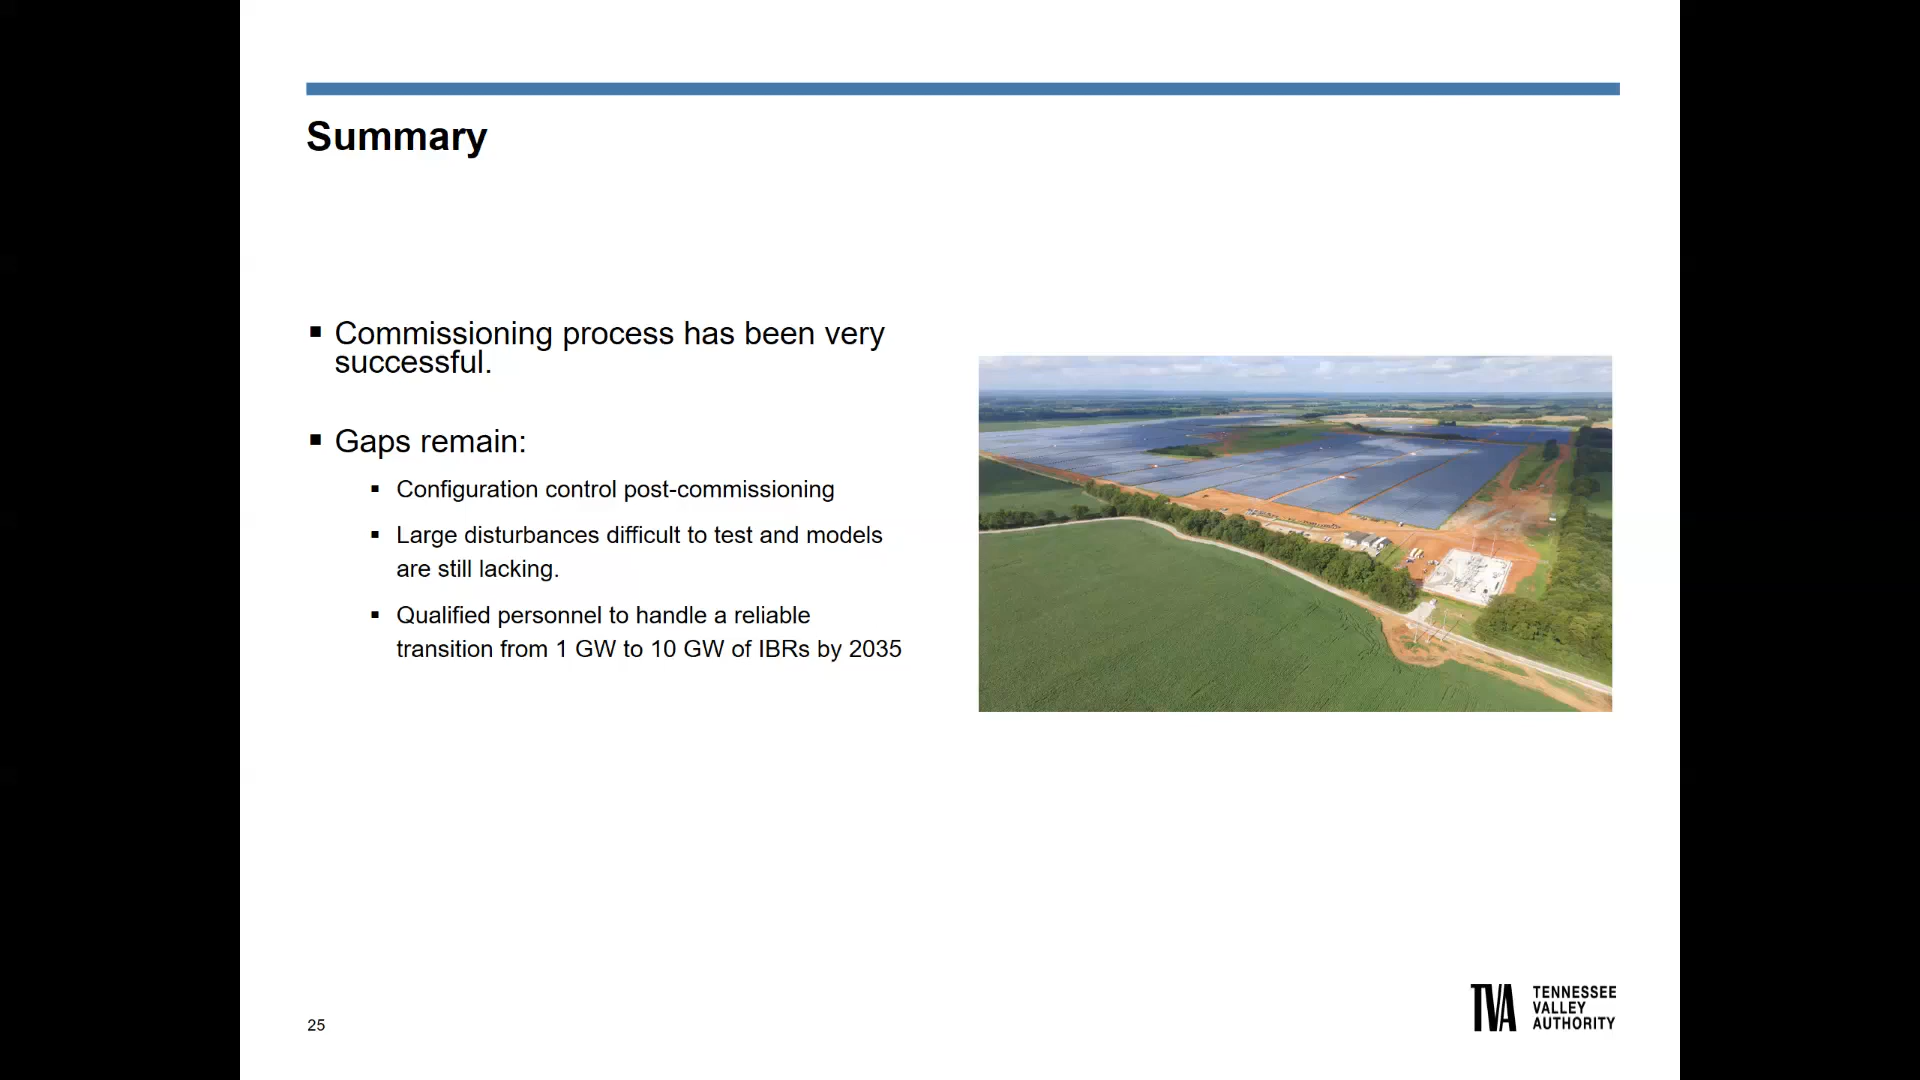 Summary
▪ Commissioning process has been very
successful.
▪ Gaps remain:
▪ Configuration control post-commissioning
▪ Large disturbances difficult to test and models
are still lacking.
▪ Qualified personnel to handle a reliable
transition from 1 GW to 10 GW of IBRs by 2035
25
TVA
TENNESSEE
VALLEY
AUTHORITY